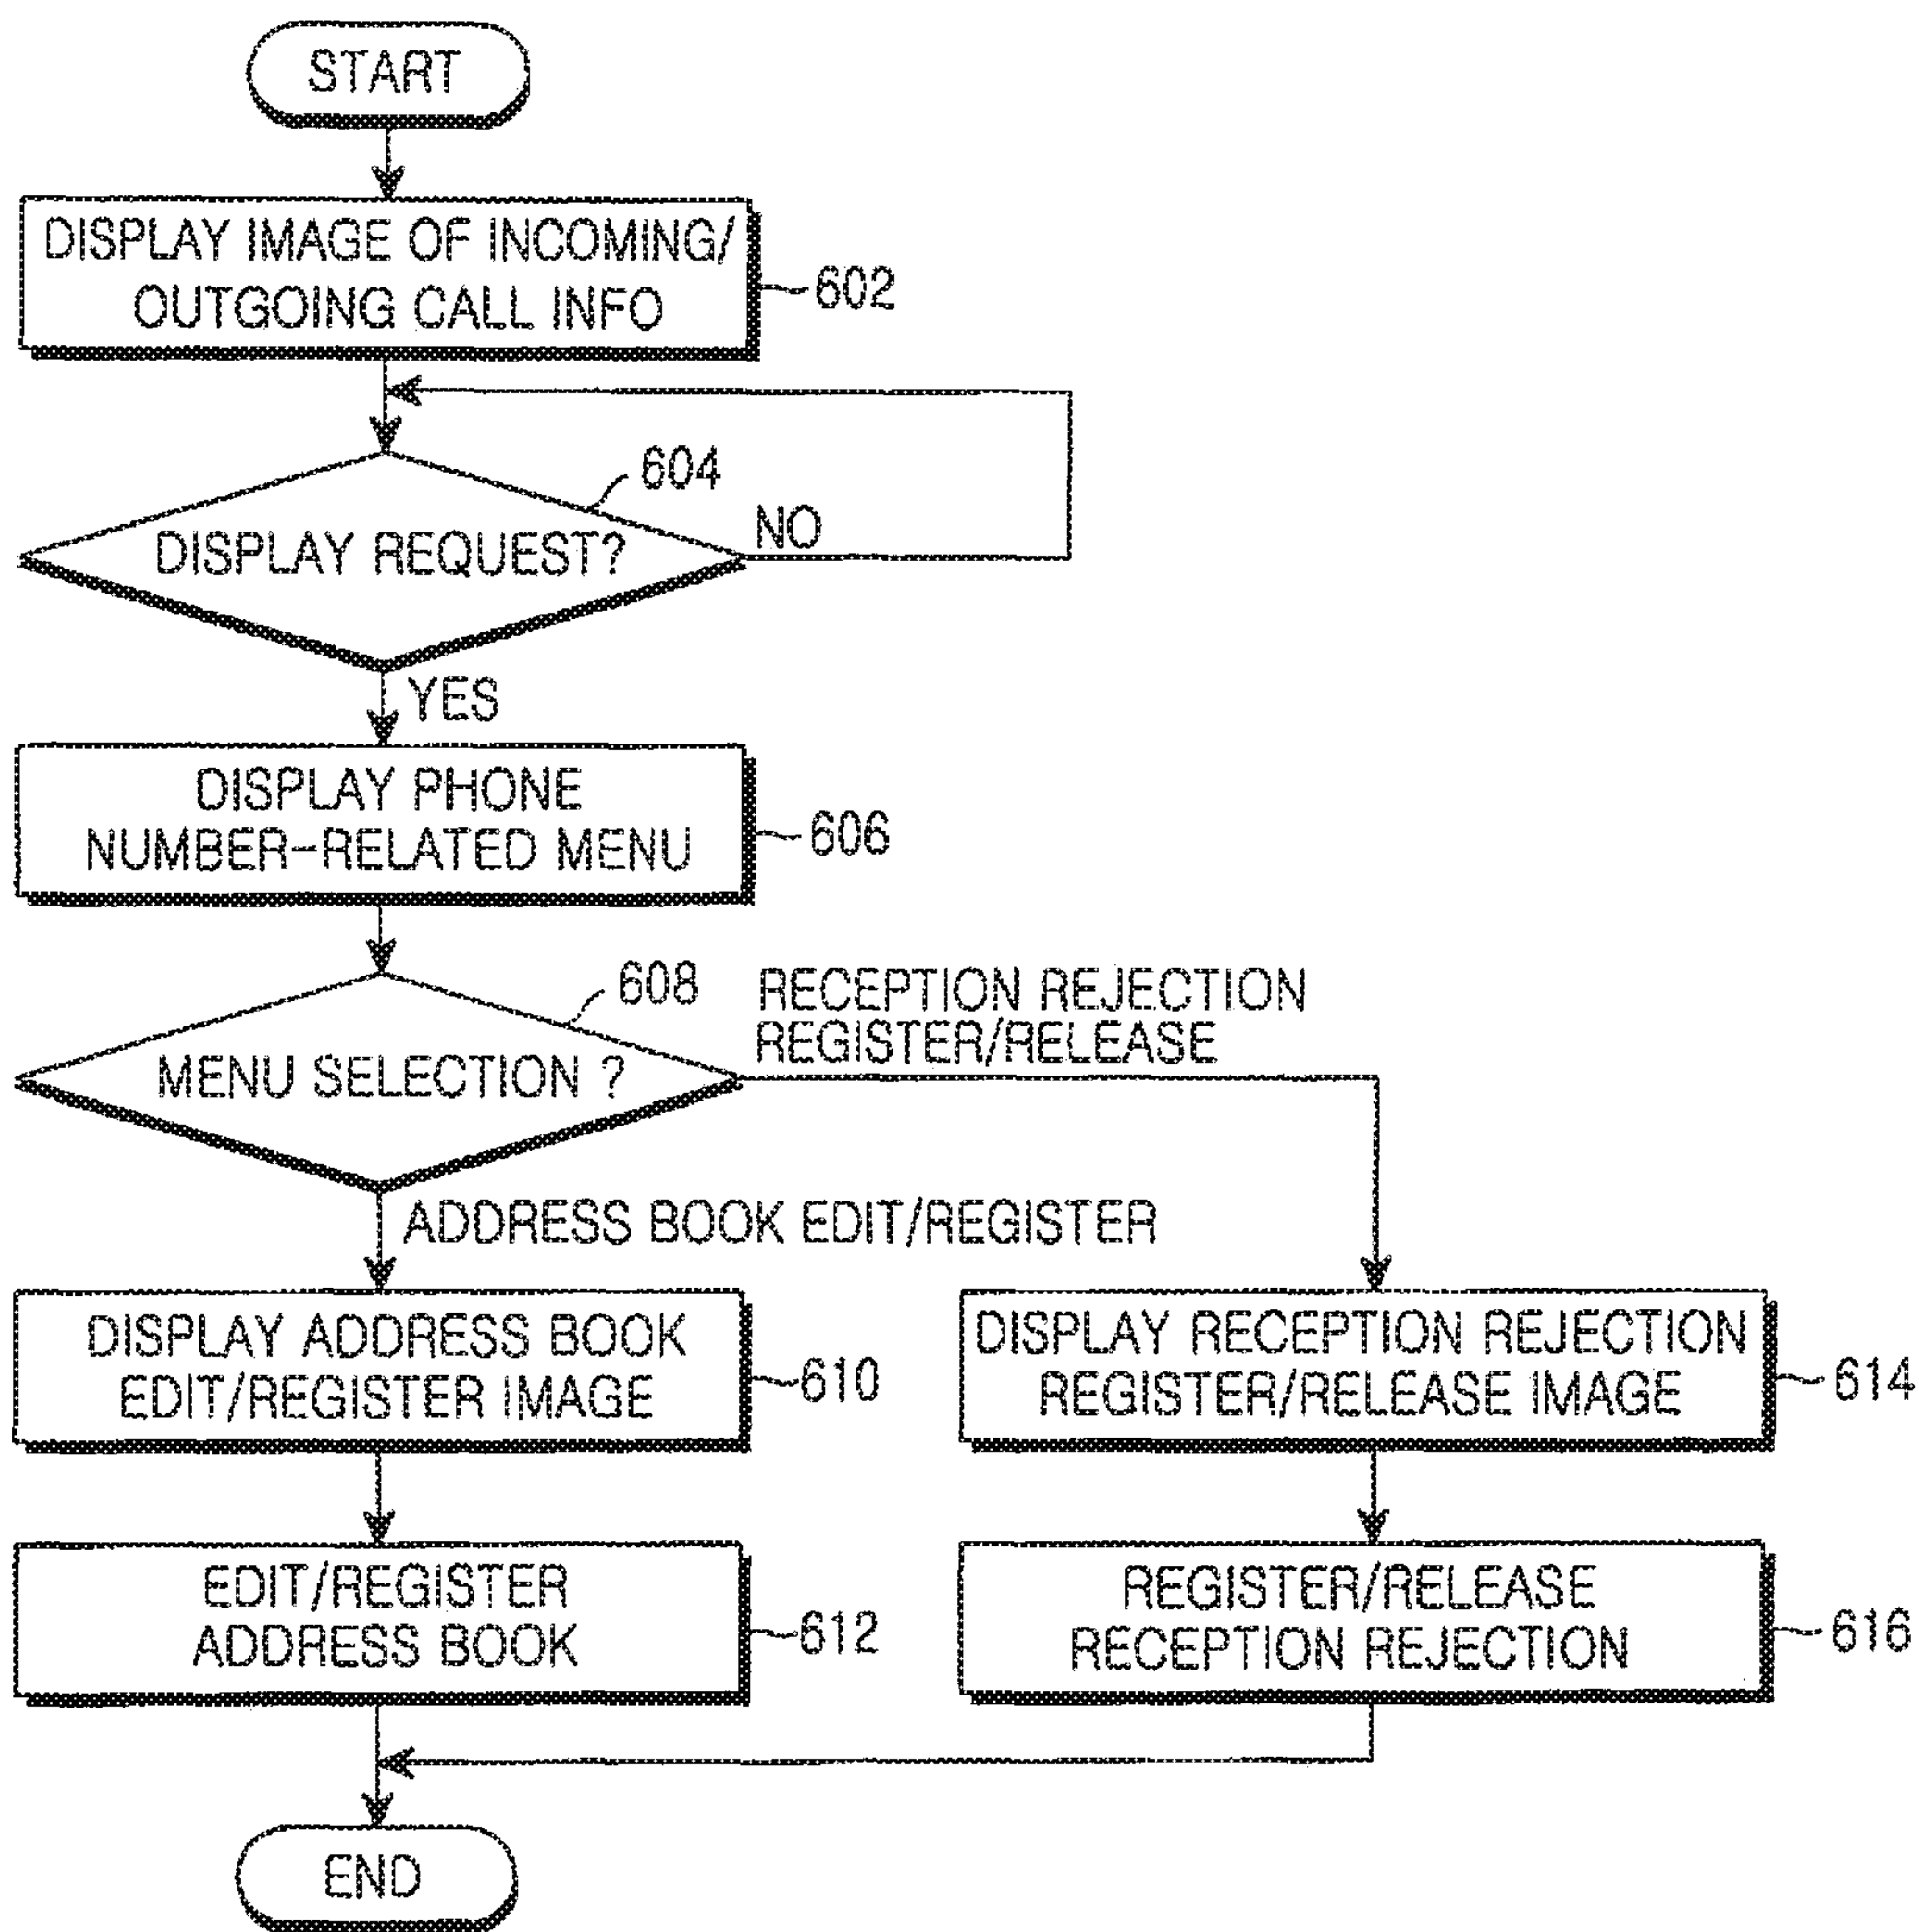 START
DISPLAY IMAGE OF INCOMING/
OUTGOING CALL INFO
602
604
DISPLAY REQUEST?
NO
YES
DISPLAY PHONE
NUMBER-RELATED MENU
606
608
MENU SELECTION ?
RECEPTION REJECTION
REGISTER/RELEASE
ADDRESS BOOK EDIT/REGISTER
DISPLAY ADDRESS BOOK
EDIT/REGISTER IMAGE
610
DISPLAY RECEPTION REJECTION
REGISTER/RELEASE IMAGE
614
EDIT/REGISTER
ADDRESS BOOK
612
REGISTER/RELEASE
RECEPTION REJECTION
616
END